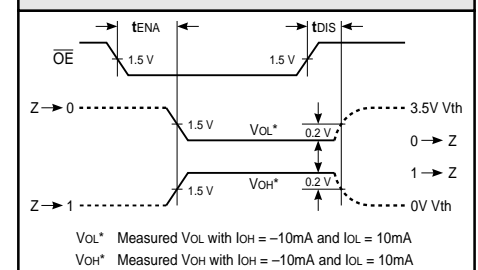 tENA tDIS
OE 1.5 V 1.5 V
Z → 0 3.5V Vth
1.5 V VOL* 0.2 V
0 → Z
1 → Z
1.5 V VOH* 0.2 V
Z → 1 0V Vth
VOL* Measured VOL with IOH = –10mA and IOL = 10mA
VOH* Measured VOH with IOH = –10mA and IOL = 10mA